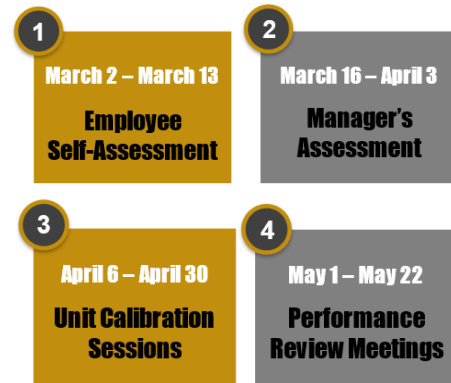 1
March 2 – March 13
Employee
Self-Assessment
2
March 16 – April 3
Manager's
Assessment
3
April 6 – April 30
Unit Calibration
Sessions
4
May 1 – May 22
Performance
Review Meetings